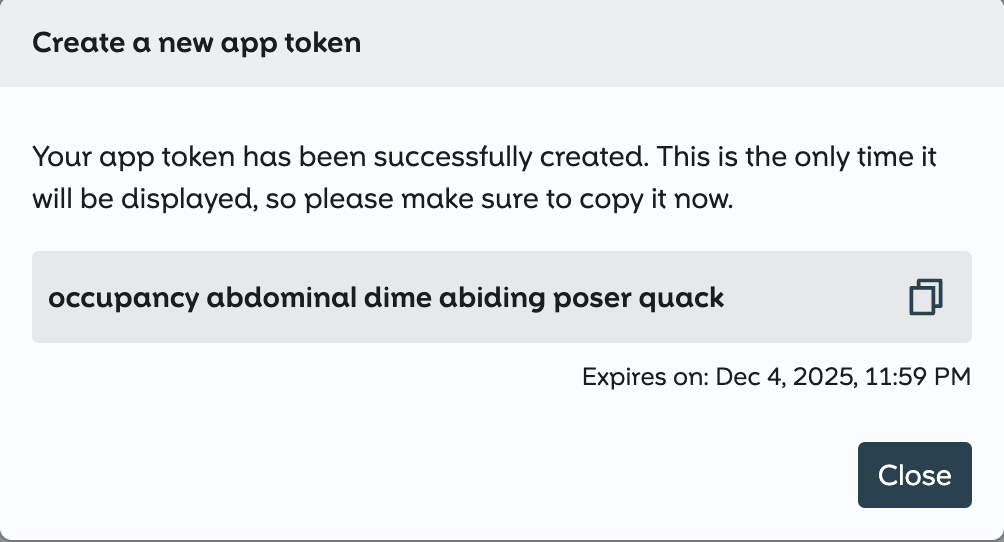 Create a new app token
Your app token has been successfully created. This is the only time it
will be displayed, so please make sure to copy it now.
occupancy abdominal dime abiding poser quack
Expires on: Dec 4, 2025, 11:59 PM
Close